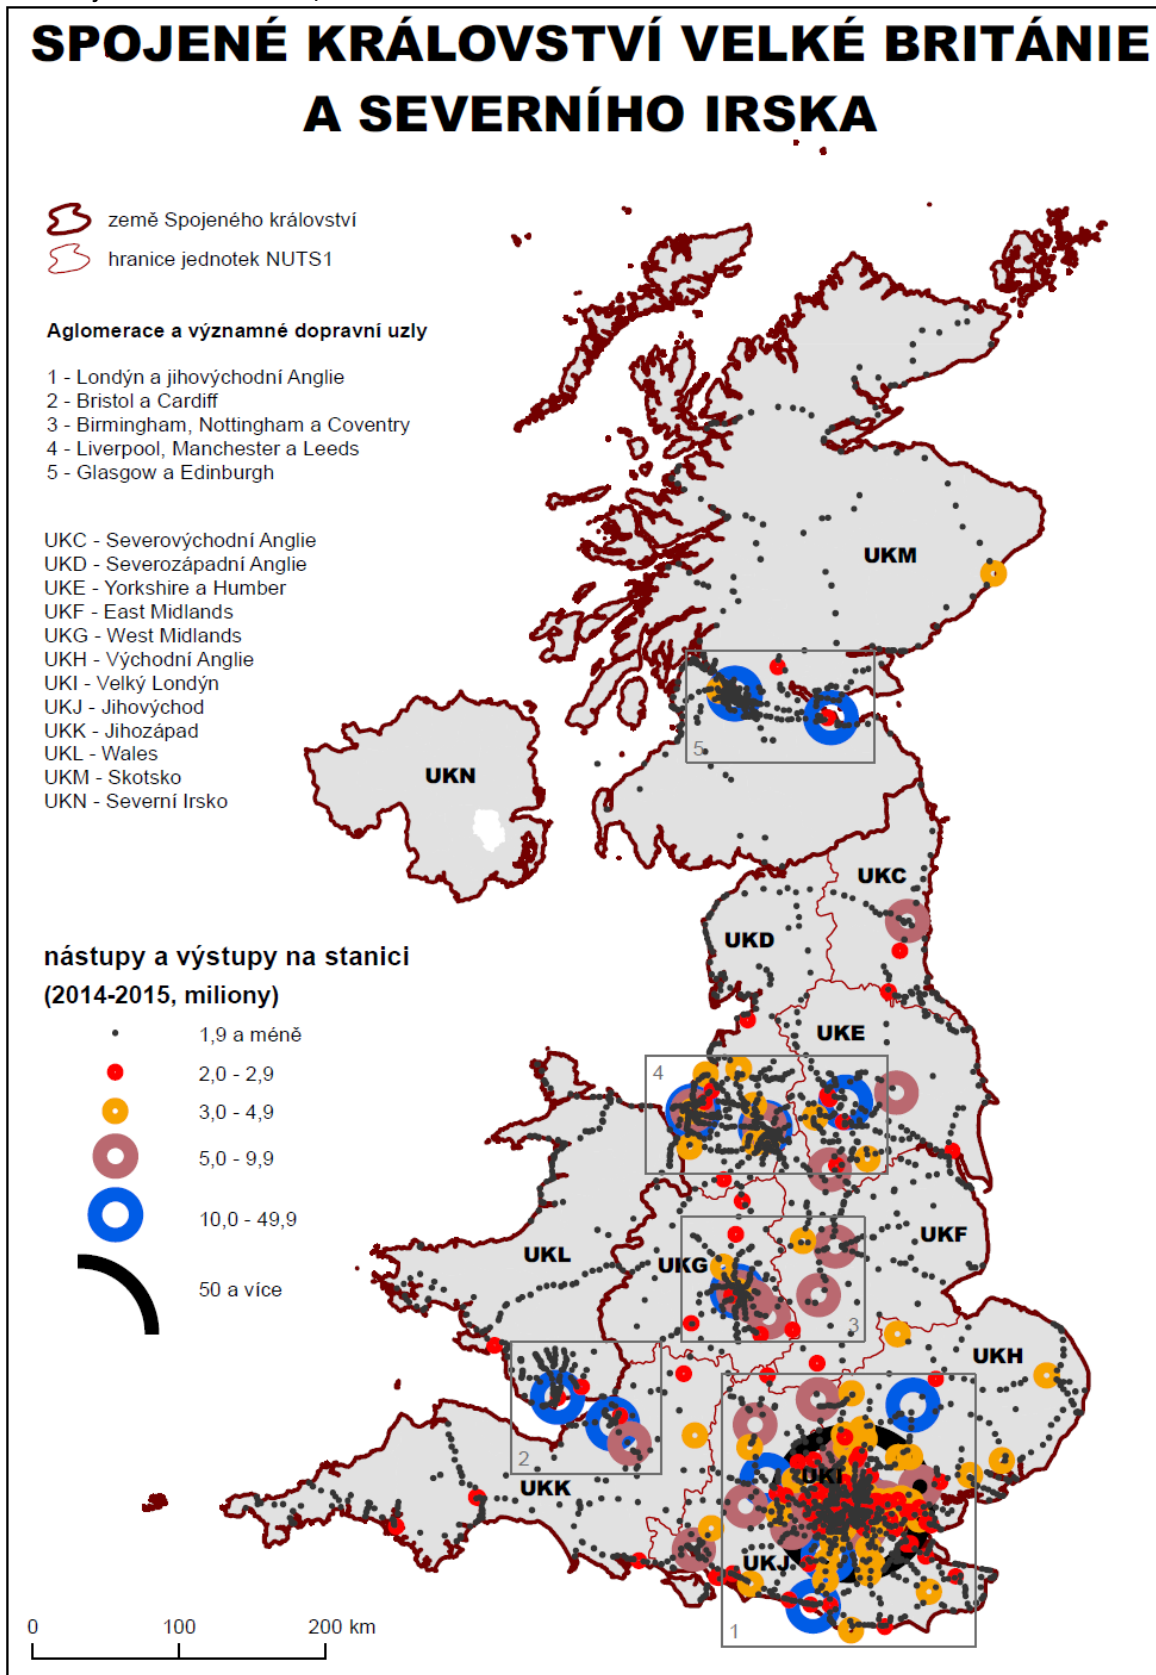 SPOJENÉ KRÁLOVSTVÍ VELKÉ BRITÁNIE
A SEVERNÍHO IRSKA
země Spojeného království
hranice jednotek NUTS1
Aglomerace a významné dopravní uzly
1 - Londýn a jihovýchodní Anglie
2 - Bristol a Cardiff
3 - Birmingham, Nottingham a Coventry
4 - Liverpool, Manchester a Leeds
5 - Glasgow a Edinburgh
UKC - Severovýchodní Anglie
UKD - Severozápadní Anglie
UKE - Yorkshire a Humber
UKF - East Midlands
UKG - West Midlands
UKH - Východní Anglie
UKI - Velký Londýn
UKJ - Jihovýchod
UKK - Jihozápad
UKL - Wales
UKM - Skotsko
UKN - Severní Irsko
nástupy a výstupy na stanici
(2014-2015, miliony)
1,9 a méně
2,0 - 2,9
3,0 - 4,9
5,0 - 9,9
10,0 - 49,9
50 a více
0 100 200 km
UKM
5
UKN
UKC
UKD
UKE
4
UKF
UKL
UKG
3
UKH
2
UKK
UKI
UKJ
1